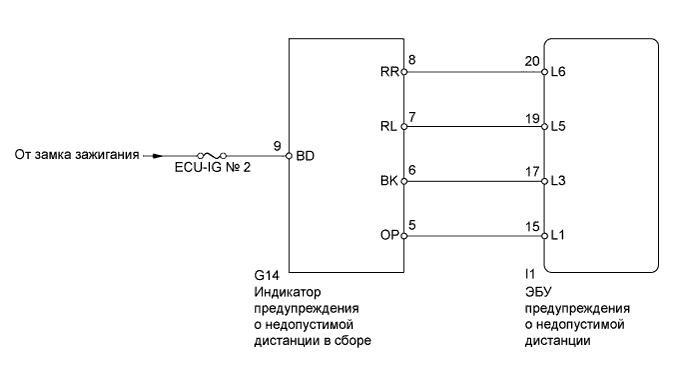 8 20
RR L6
7 19
RL L5
От замка зажигания 9 BD
ECU-IG № 2
6 17
BK L3
5 15
OP L1
G14
Индикатор
предупреждения
о недопустимой
дистанции в сборе
I1
ЭБУ
предупреждения
о недопустимой
дистанции